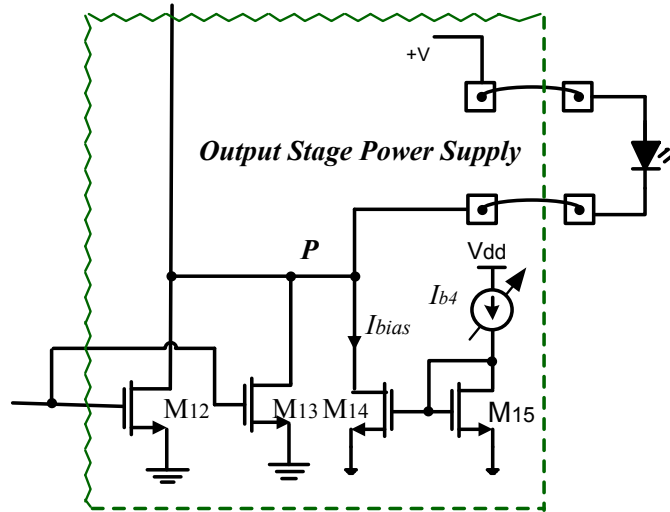 +V
Output Stage Power Supply
P
Vdd
Ib4
Ibias
M12
M13
M14
M15